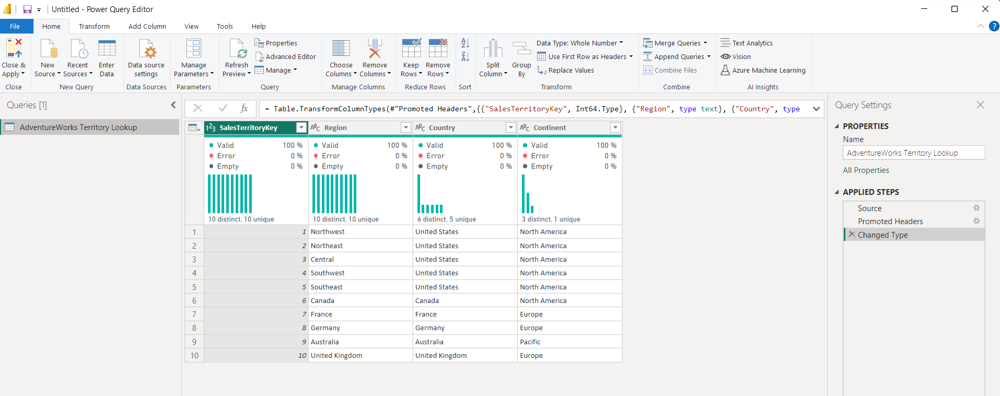 Untitled - Power Query Editor
File Home Transform Add Column View Tools Help
Close & Apply
Close
New Source
Recent Sources
Enter Data
New Query
Data source settings
Data Sources
Manage Parameters
Parameters
Refresh Preview
Properties
Advanced Editor
Manage
Query
Choose Columns
Remove Columns
Manage Columns
Keep Rows
Remove Rows
Reduce Rows
Sort
Split Column
Group By
Data Type: Whole Number
Use First Row as Headers
Replace Values
Transform
Merge Queries
Append Queries
Combine Files
Combine
Text Analytics
Vision
Azure Machine Learning
AI Insights
Queries [1]
AdventureWorks Territory Lookup
fx
= Table.TransformColumnTypes(#"Promoted Headers",{{"SalesTerritoryKey", Int64.Type}, {"Region", type text}, {"Country", type
123 SalesTerritoryKey ABC Region ABC Country ABC Continent
Valid 100 % Valid 100 % Valid 100 % Valid 100 %
Error 0 % Error 0 % Error 0 % Error 0 %
Empty 0 % Empty 0 % Empty 0 % Empty 0 %
10 distinct, 10 unique 10 distinct, 10 unique 6 distinct, 5 unique 3 distinct, 1 unique
1 1 Northwest United States North America
2 2 Northeast United States North America
3 3 Central United States North America
4 4 Southwest United States North America
5 5 Southeast United States North America
6 6 Canada Canada North America
7 7 France France Europe
8 8 Germany Germany Europe
9 9 Australia Australia Pacific
10 10 United Kingdom United Kingdom Europe
Query Settings
PROPERTIES
Name
AdventureWorks Territory Lookup
All Properties
APPLIED STEPS
Source
Promoted Headers
Changed Type